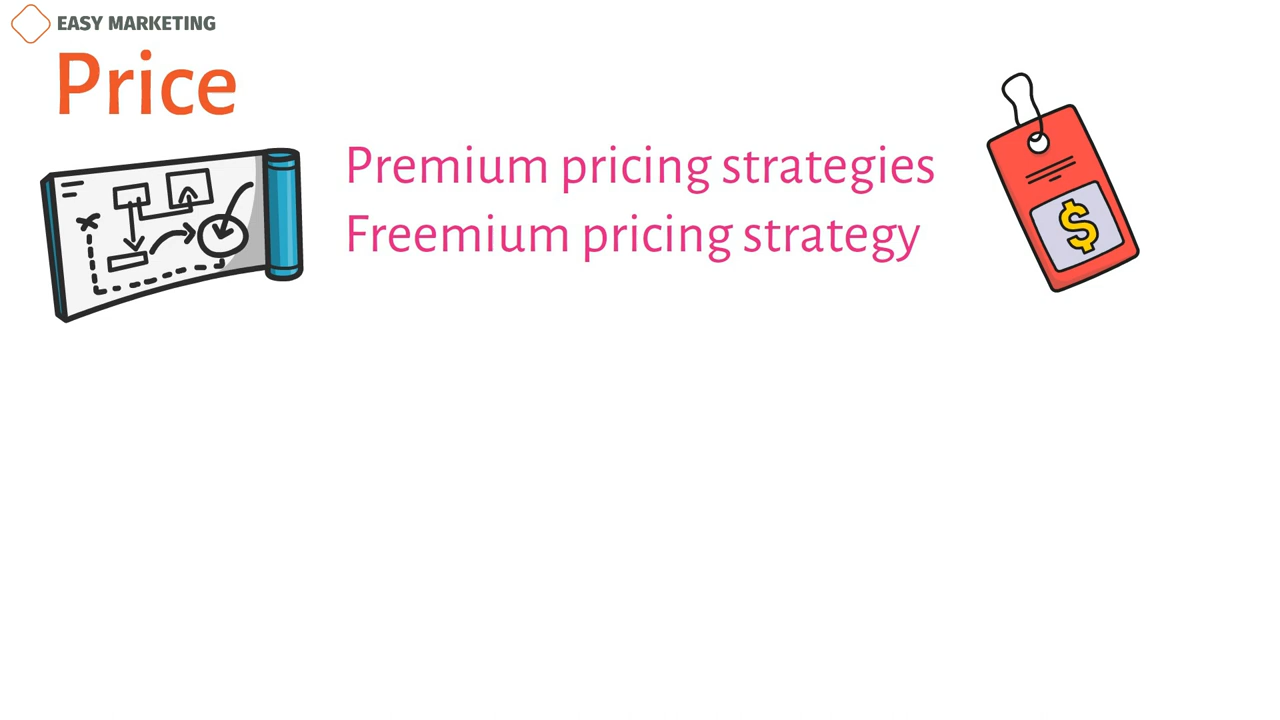 EASY MARKETING
Price
Premium pricing strategies
Freemium pricing strategy
$